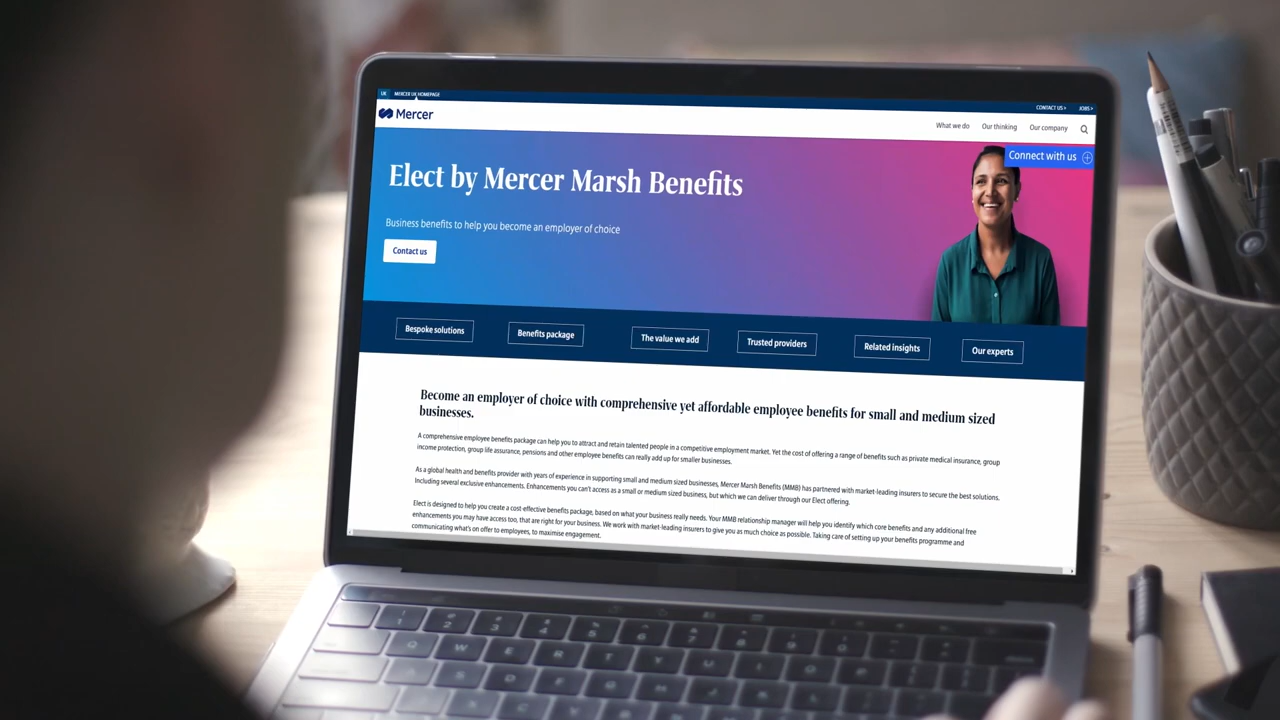 UK MERCER UK HOMEPAGE CONTACT US > JOBS >
Mercer What we do Our thinking Our company
Connect with us
Elect by Mercer Marsh Benefits
Business benefits to help you become an employer of choice
Contact us
Bespoke solutions Benefits package The value we add Trusted providers Related insights Our experts
Become an employer of choice with comprehensive yet affordable employee benefits for small and medium sized
businesses.
A comprehensive employee benefits package can help you to attract and retain talented people in a competitive employment market. Yet the cost of offering a range of benefits such as private medical insurance, group
income protection, group life assurance, pensions and other employee benefits can really add up for smaller businesses.
As a global health and benefits provider with years of experience in supporting small and medium sized businesses, Mercer Marsh Benefits (MMB) has partnered with market-leading insurers to secure the best solutions.
Including several exclusive enhancements. Enhancements you can't access as a small or medium sized business, but which we can deliver through our Elect offering.
Elect is designed to help you create a cost-effective benefits package, based on what your business really needs. Your MMB relationship manager will help you identify which core benefits and any additional free
enhancements you may have access too, that are right for your business. We work with market-leading insurers to give you as much choice as possible. Taking care of setting up your benefits programme and
communicating what's on offer to employees, to maximise engagement.